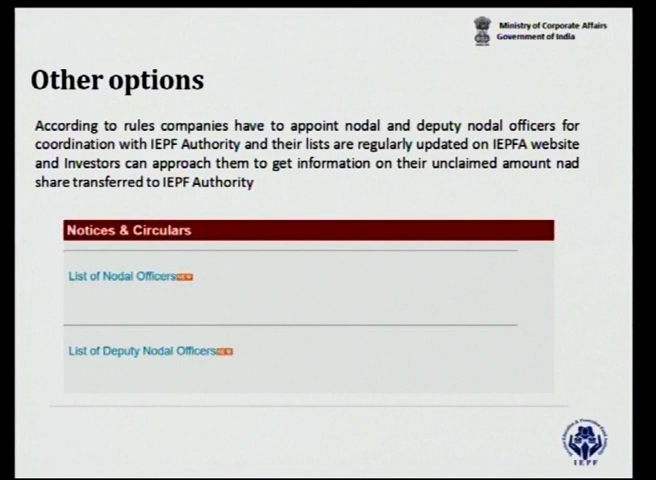 Ministry of Corporate Affairs
Government of India
Other options
According to rules companies have to appoint nodal and deputy nodal officers for
coordination with IEPF Authority and their lists are regularly updated on IEPFA website
and Investors can approach them to get information on their unclaimed amount nad
share transferred to IEPF Authority
Notices & Circulars
List of Nodal Officers NEW
List of Deputy Nodal Officers NEW
IEPF